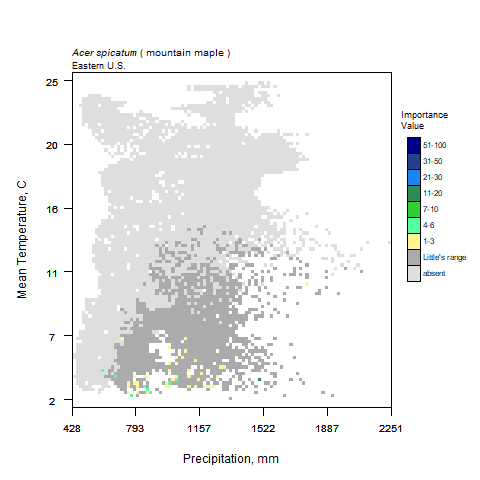 Acer spicatum ( mountain maple )
Eastern U.S.
25
20
16
11
7
2
Mean Temperature, C
428 793 1157 1522 1887 2251
Precipitation, mm
Importance
Value
51-100
31-50
21-30
11-20
7-10
4-6
1-3
Little's range
absent